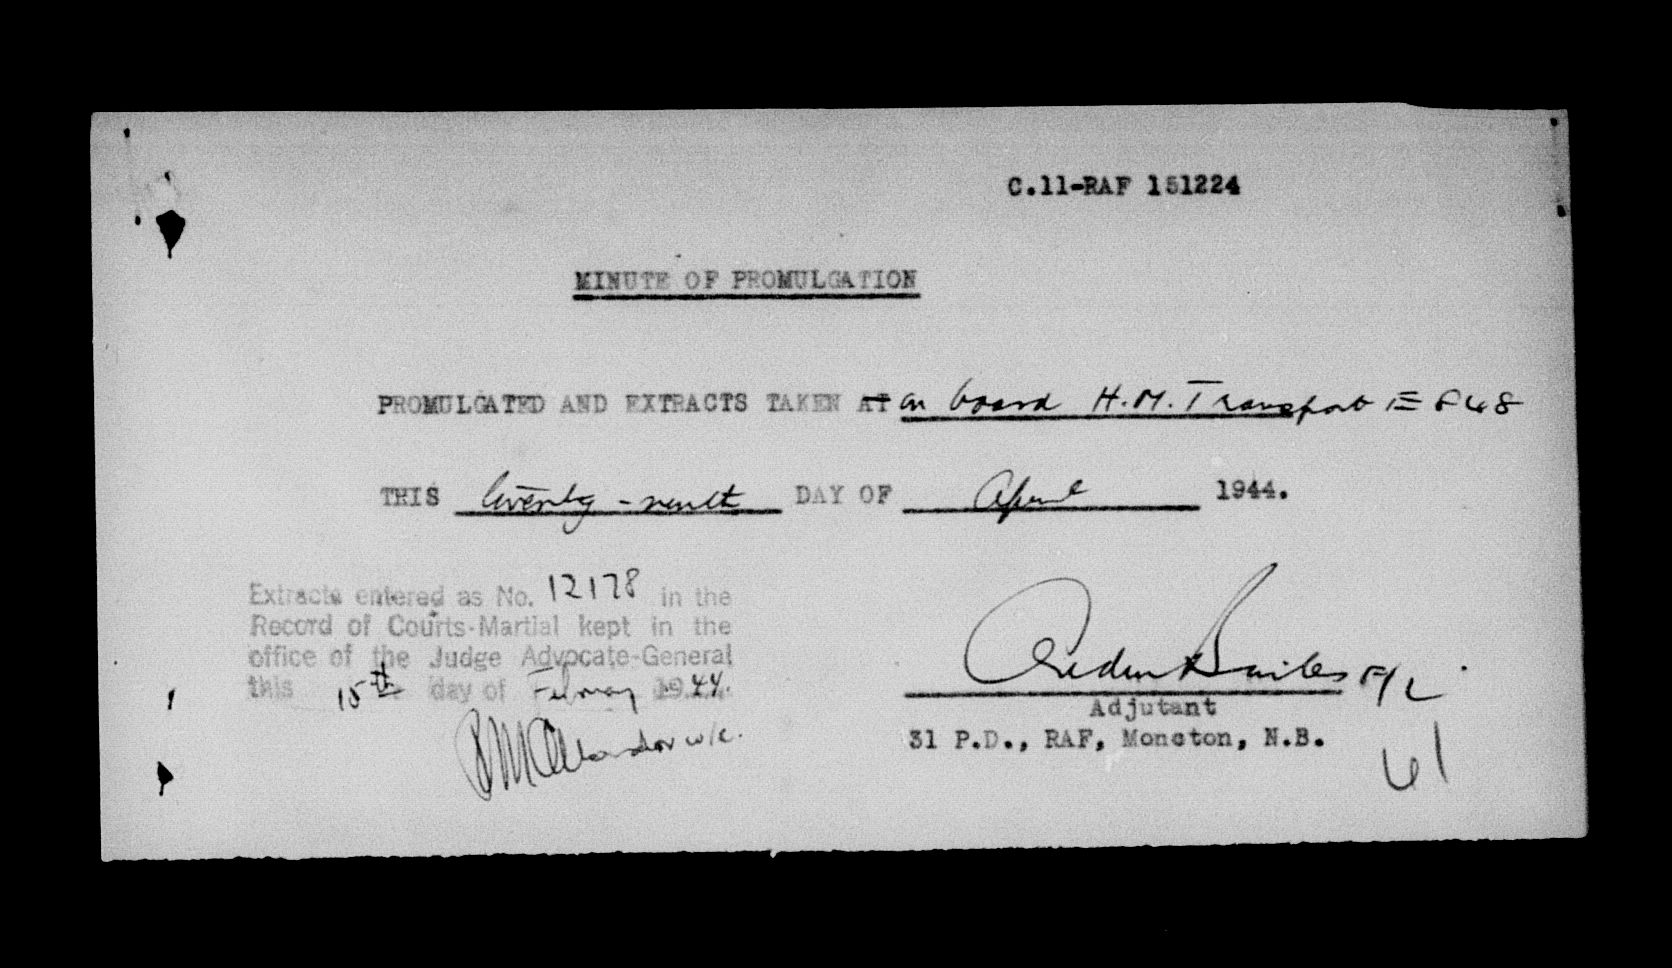 C.11-RAF 151224
MINUTE OF PROMULGATION
PROMULGATED AND EXTRACTS TAKEN AT on board H.M. Transport E 848
THIS twenty-ninth DAY OF April 1944.
Extracts entered as No. 12178 in the
Record of Courts-Martial kept in the
office of the Judge Advocate-General
this 15th day of February 1944.
F/L
Adjutant
31 P.D., RAF, Moncton, N.B.
w/c.
61